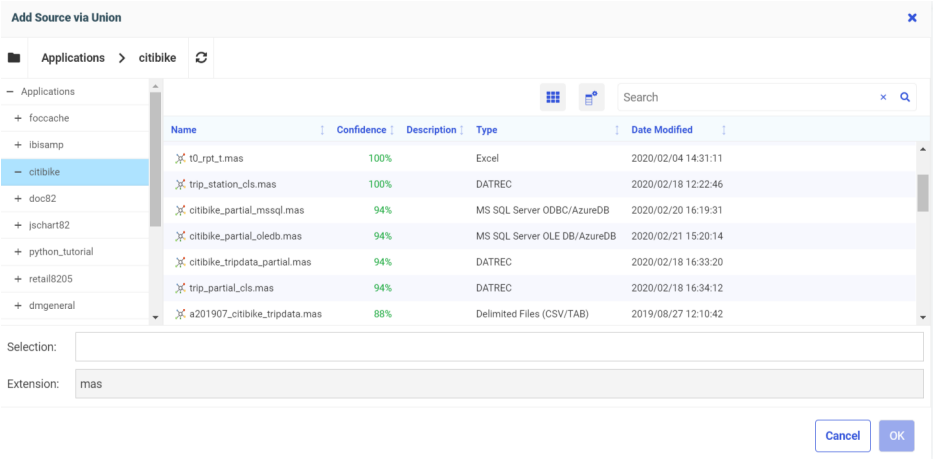 Add Source via Union
Applications > citibike
Applications
foccache
ibisamp
citibike
doc82
jschart82
python_tutorial
retail8205
dmgeneral
Search
Name Confidence Description Type Date Modified
t0_rpt_t.mas 100% Excel 2020/02/04 14:31:11
trip_station_cls.mas 100% DATREC 2020/02/18 12:22:46
citibike_partial_mssql.mas 94% MS SQL Server ODBC/AzureDB 2020/02/20 16:19:31
citibike_partial_oledb.mas 94% MS SQL Server OLE DB/AzureDB 2020/02/21 15:20:14
citibike_tripdata_partial.mas 94% DATREC 2020/02/18 16:33:20
trip_partial_cls.mas 94% DATREC 2020/02/18 16:34:12
a201907_citibike_tripdata.mas 88% Delimited Files (CSV/TAB) 2019/08/27 12:10:42
Selection:
Extension: mas
Cancel OK